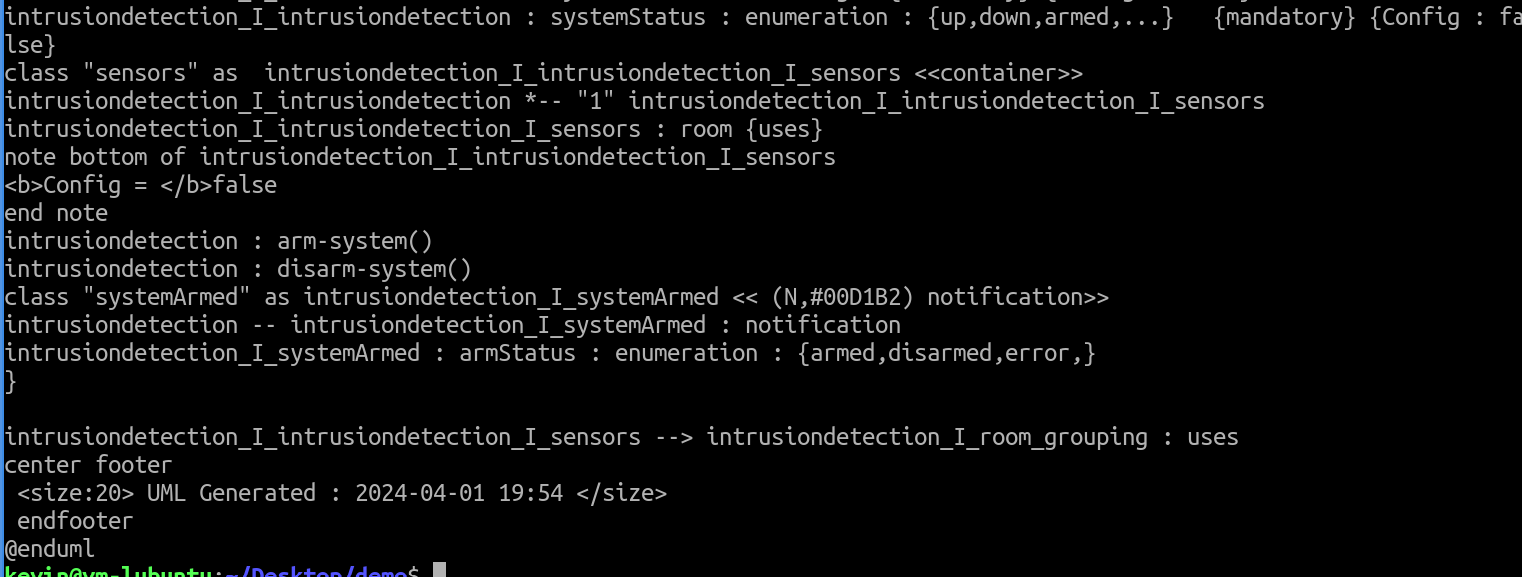 intrusiondetection_I_intrusiondetection : systemStatus : enumeration : {up,down,armed,...}   {mandatory} {Config : fa
lse}
class "sensors" as  intrusiondetection_I_intrusiondetection_I_sensors <<container>>
intrusiondetection_I_intrusiondetection *-- "1" intrusiondetection_I_intrusiondetection_I_sensors
intrusiondetection_I_intrusiondetection_I_sensors : room {uses}
note bottom of intrusiondetection_I_intrusiondetection_I_sensors
<b>Config = </b>false
end note
intrusiondetection : arm-system()
intrusiondetection : disarm-system()
class "systemArmed" as intrusiondetection_I_systemArmed << (N,#00D1B2) notification>>
intrusiondetection -- intrusiondetection_I_systemArmed : notification
intrusiondetection_I_systemArmed : armStatus : enumeration : {armed,disarmed,error,}
}

intrusiondetection_I_intrusiondetection_I_sensors --> intrusiondetection_I_room_grouping : uses
center footer
 <size:20> UML Generated : 2024-04-01 19:54 </size>
 endfooter
@enduml
kevin@vm-lubuntu:~/Desktop/demo$